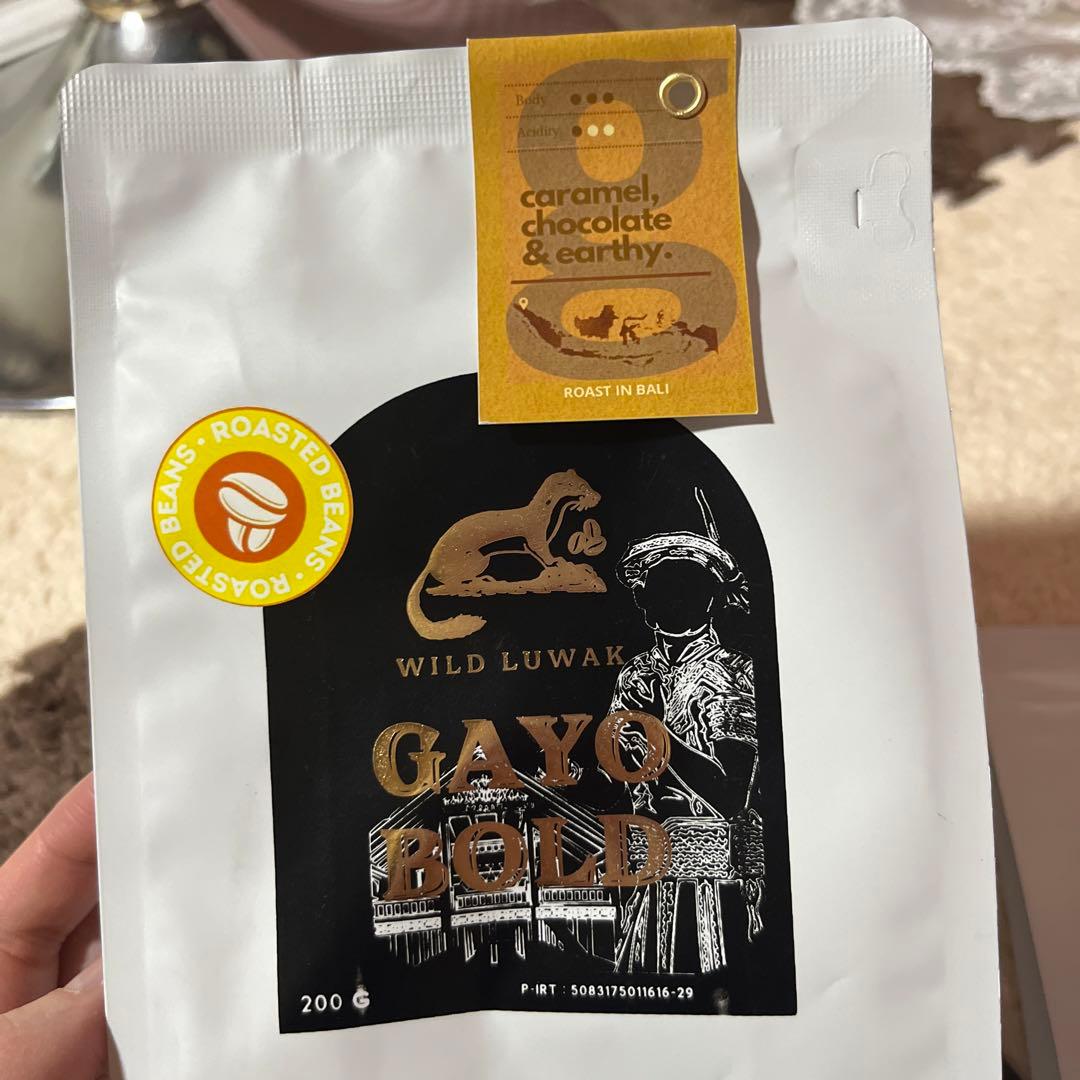 Body
Acidity
caramel,
chocolate
& earthy.
ROAST IN BALI
ROASTED BEANS • ROASTED BEANS •
WILD LUWAK
GAYO
BOLD
200 G
P-IRT : 5083175011616-29